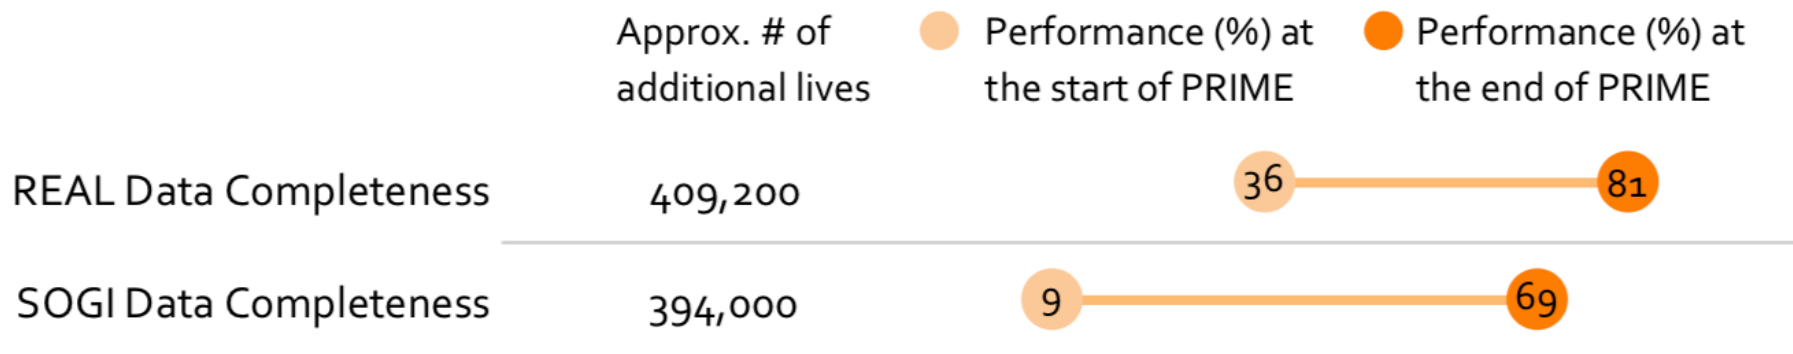 Approx. # of
additional lives
Performance (%) at
the start of PRIME
Performance (%) at
the end of PRIME
REAL Data Completeness
409,200
36
81
SOGI Data Completeness
394,000
9
69